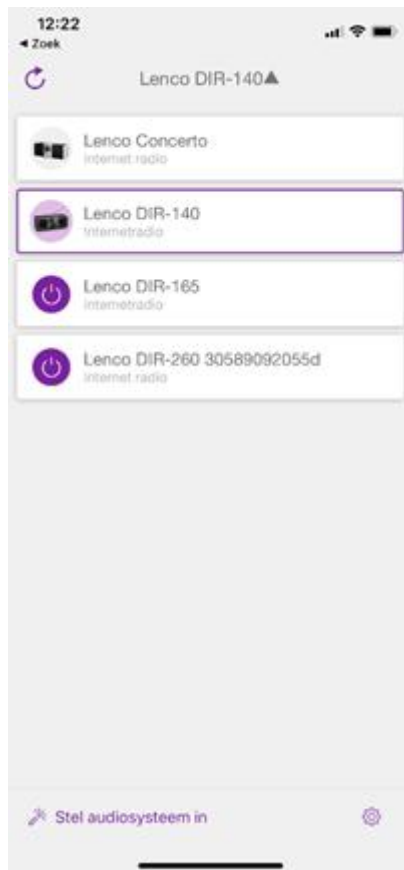 12:22
◀ Zoek
Lenco DIR-140▲
Lenco Concerto
internet radio
Lenco DIR-140
Internetradio
Lenco DIR-165
Internetradio
Lenco DIR-260 30589092055d
internet radio
Stel audiosysteem in